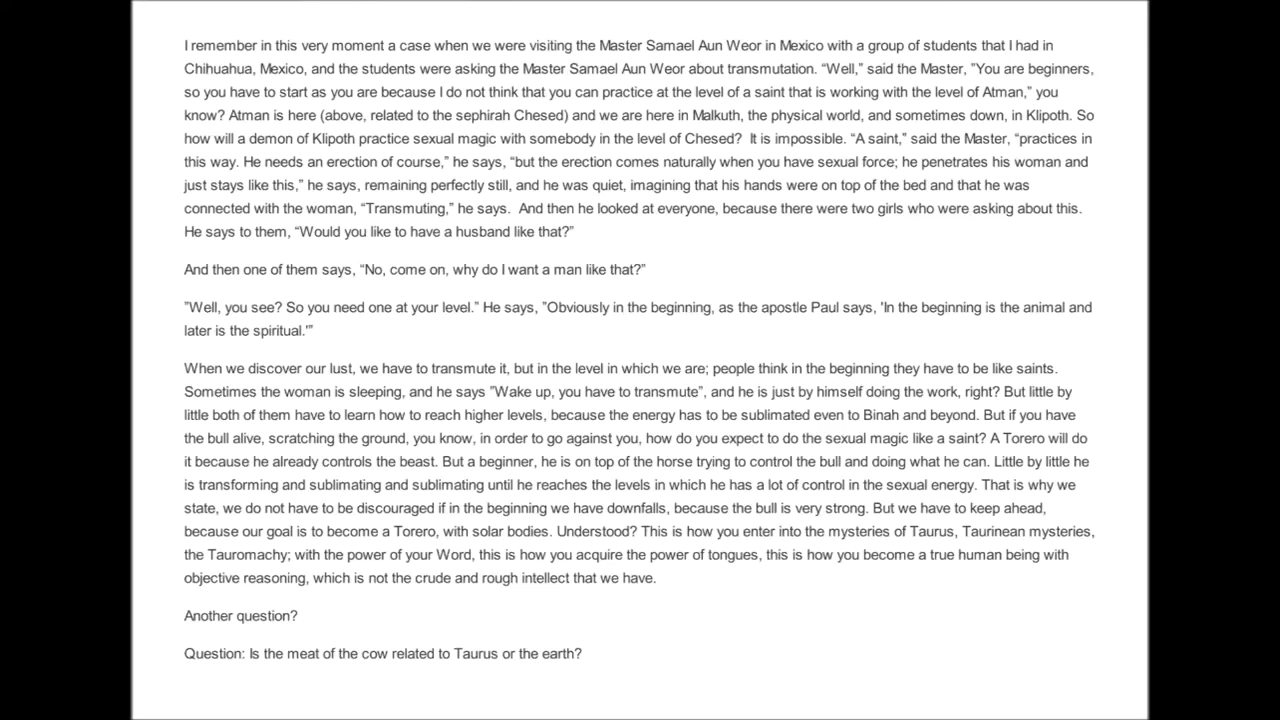 I remember in this very moment a case when we were visiting the Master Samael Aun Weor in Mexico with a group of students that I had in
Chihuahua, Mexico, and the students were asking the Master Samael Aun Weor about transmutation. “Well,” said the Master, ”You are beginners,
so you have to start as you are because I do not think that you can practice at the level of a saint that is working with the level of Atman,” you
know? Atman is here (above, related to the sephirah Chesed) and we are here in Malkuth, the physical world, and sometimes down, in Klipoth. So
how will a demon of Klipoth practice sexual magic with somebody in the level of Chesed?  It is impossible. “A saint,” said the Master, “practices in
this way. He needs an erection of course,” he says, “but the erection comes naturally when you have sexual force; he penetrates his woman and
just stays like this,” he says, remaining perfectly still, and he was quiet, imagining that his hands were on top of the bed and that he was
connected with the woman, “Transmuting,” he says.  And then he looked at everyone, because there were two girls who were asking about this.
He says to them, “Would you like to have a husband like that?”
And then one of them says, “No, come on, why do I want a man like that?”
”Well, you see? So you need one at your level.” He says, ”Obviously in the beginning, as the apostle Paul says, 'In the beginning is the animal and
later is the spiritual.'”
When we discover our lust, we have to transmute it, but in the level in which we are; people think in the beginning they have to be like saints.
Sometimes the woman is sleeping, and he says ”Wake up, you have to transmute”, and he is just by himself doing the work, right? But little by
little both of them have to learn how to reach higher levels, because the energy has to be sublimated even to Binah and beyond. But if you have
the bull alive, scratching the ground, you know, in order to go against you, how do you expect to do the sexual magic like a saint? A Torero will do
it because he already controls the beast. But a beginner, he is on top of the horse trying to control the bull and doing what he can. Little by little he
is transforming and sublimating and sublimating until he reaches the levels in which he has a lot of control in the sexual energy. That is why we
state, we do not have to be discouraged if in the beginning we have downfalls, because the bull is very strong. But we have to keep ahead,
because our goal is to become a Torero, with solar bodies. Understood? This is how you enter into the mysteries of Taurus, Taurinean mysteries,
the Tauromachy; with the power of your Word, this is how you acquire the power of tongues, this is how you become a true human being with
objective reasoning, which is not the crude and rough intellect that we have.
Another question?
Question: Is the meat of the cow related to Taurus or the earth?